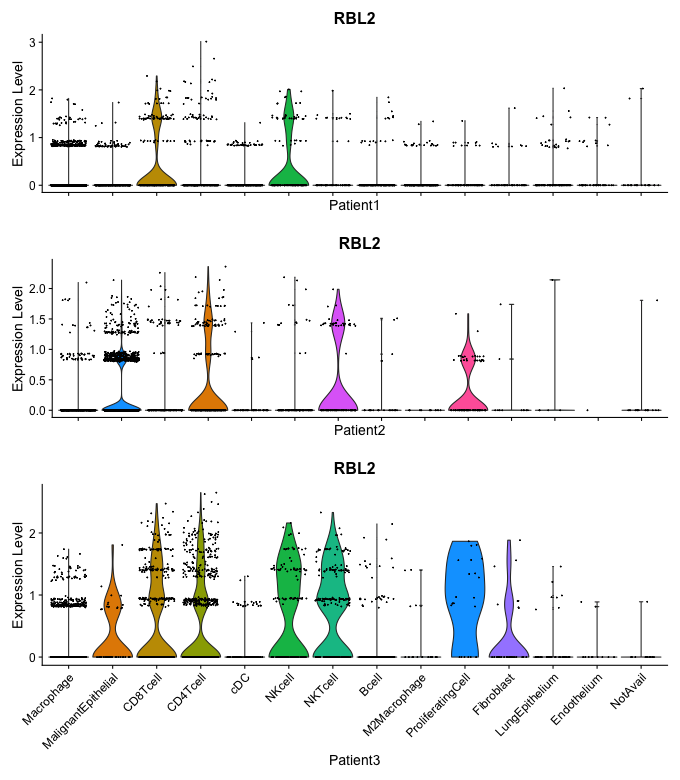 RBL2
Expression Level
3
2
1
0
Patient1
RBL2
Expression Level
2.0
1.5
1.0
0.5
0.0
Patient2
RBL2
Expression Level
2
1
0
Macrophage
MalignantEpithelial
CD8Tcell
CD4Tcell
cDC
NKcell
NKTcell
Bcell
M2Macrophage
ProliferatingCell
Fibroblast
LungEpithelium
Endothelium
NotAvail
Patient3